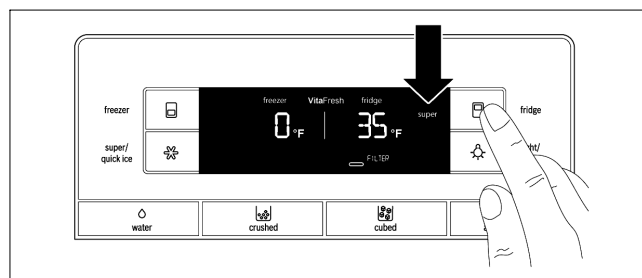 freezer
super/
quick ice
freezer VitaFresh fridge
super
0 °F 35 °F
FILTER
fridge
water
crushed
cubed